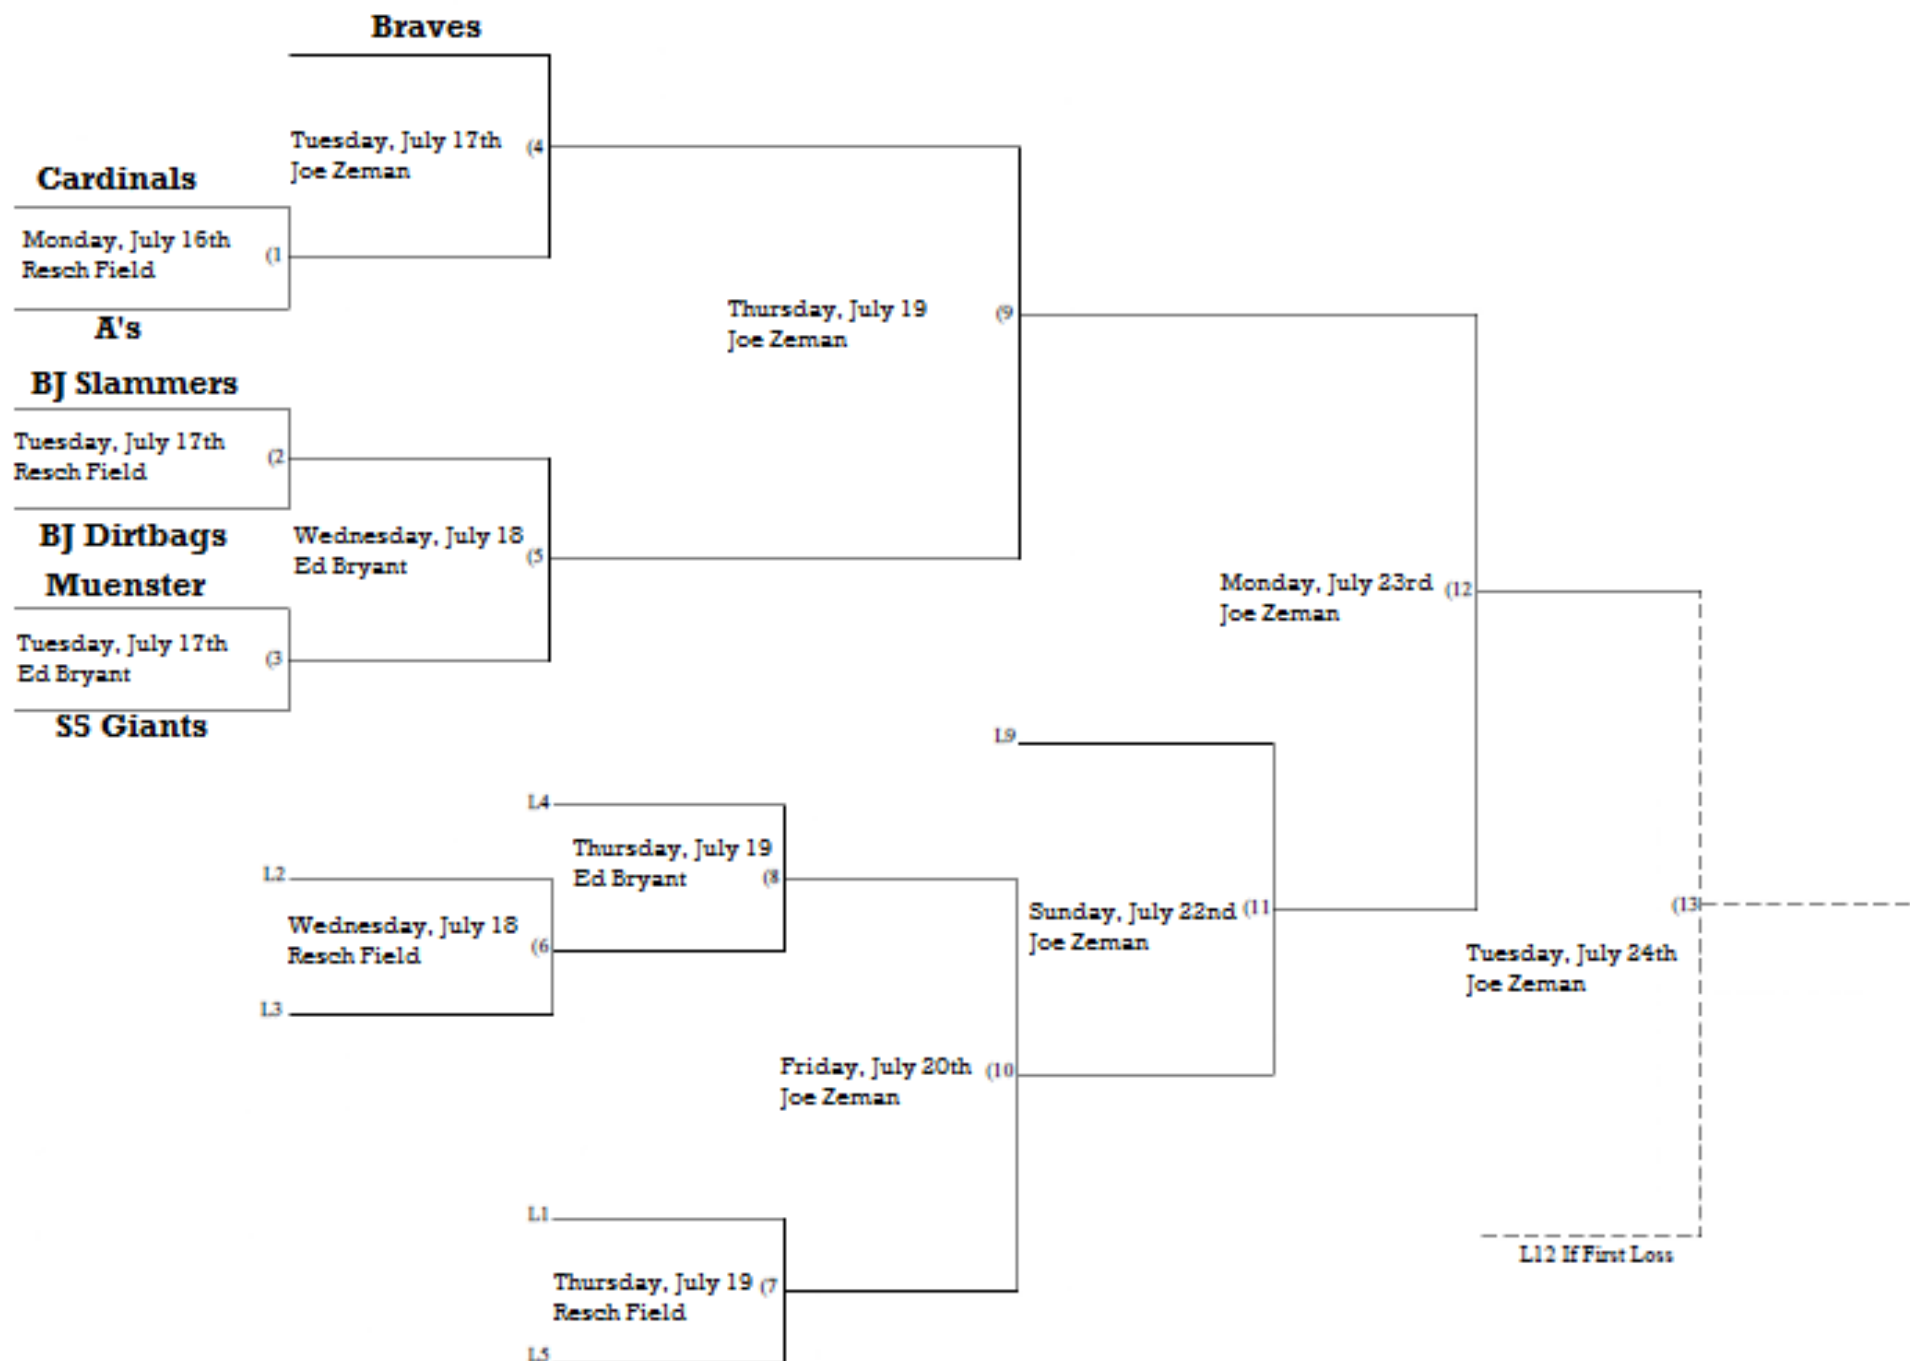 Braves
Tuesday, July 17th
Joe Zeman
(4
Cardinals
Monday, July 16th
Resch Field
(1
A's
Thursday, July 19
Joe Zeman
(9
BJ Slammers
Tuesday, July 17th
Resch Field
(2
BJ Dirtbags
Wednesday, July 18
Ed Bryant
(5
Muenster
Tuesday, July 17th
Ed Bryant
(3
S5 Giants
Monday, July 23rd
Joe Zeman
(12
L9
L4
Thursday, July 19
Ed Bryant
(8
L2
Wednesday, July 18
Resch Field
(6
L3
Sunday, July 22nd
Joe Zeman
(11
(13
Tuesday, July 24th
Joe Zeman
Friday, July 20th
Joe Zeman
(10
L1
Thursday, July 19
Resch Field
(7
L5
L12 If First Loss